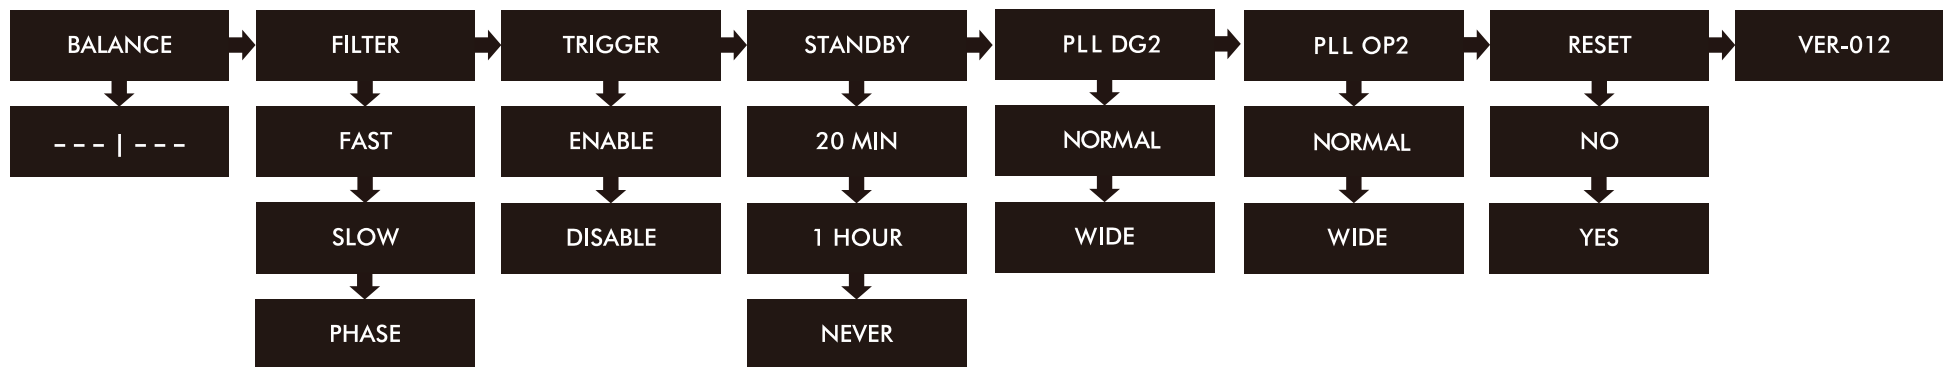 BALANCE
FILTER
TRIGGER
STANDBY
PLL DG2
PLL OP2
RESET
VER-012
- - - | - - -
FAST
ENABLE
20 MIN
NORMAL
NORMAL
NO
SLOW
DISABLE
1 HOUR
WIDE
WIDE
YES
PHASE
NEVER